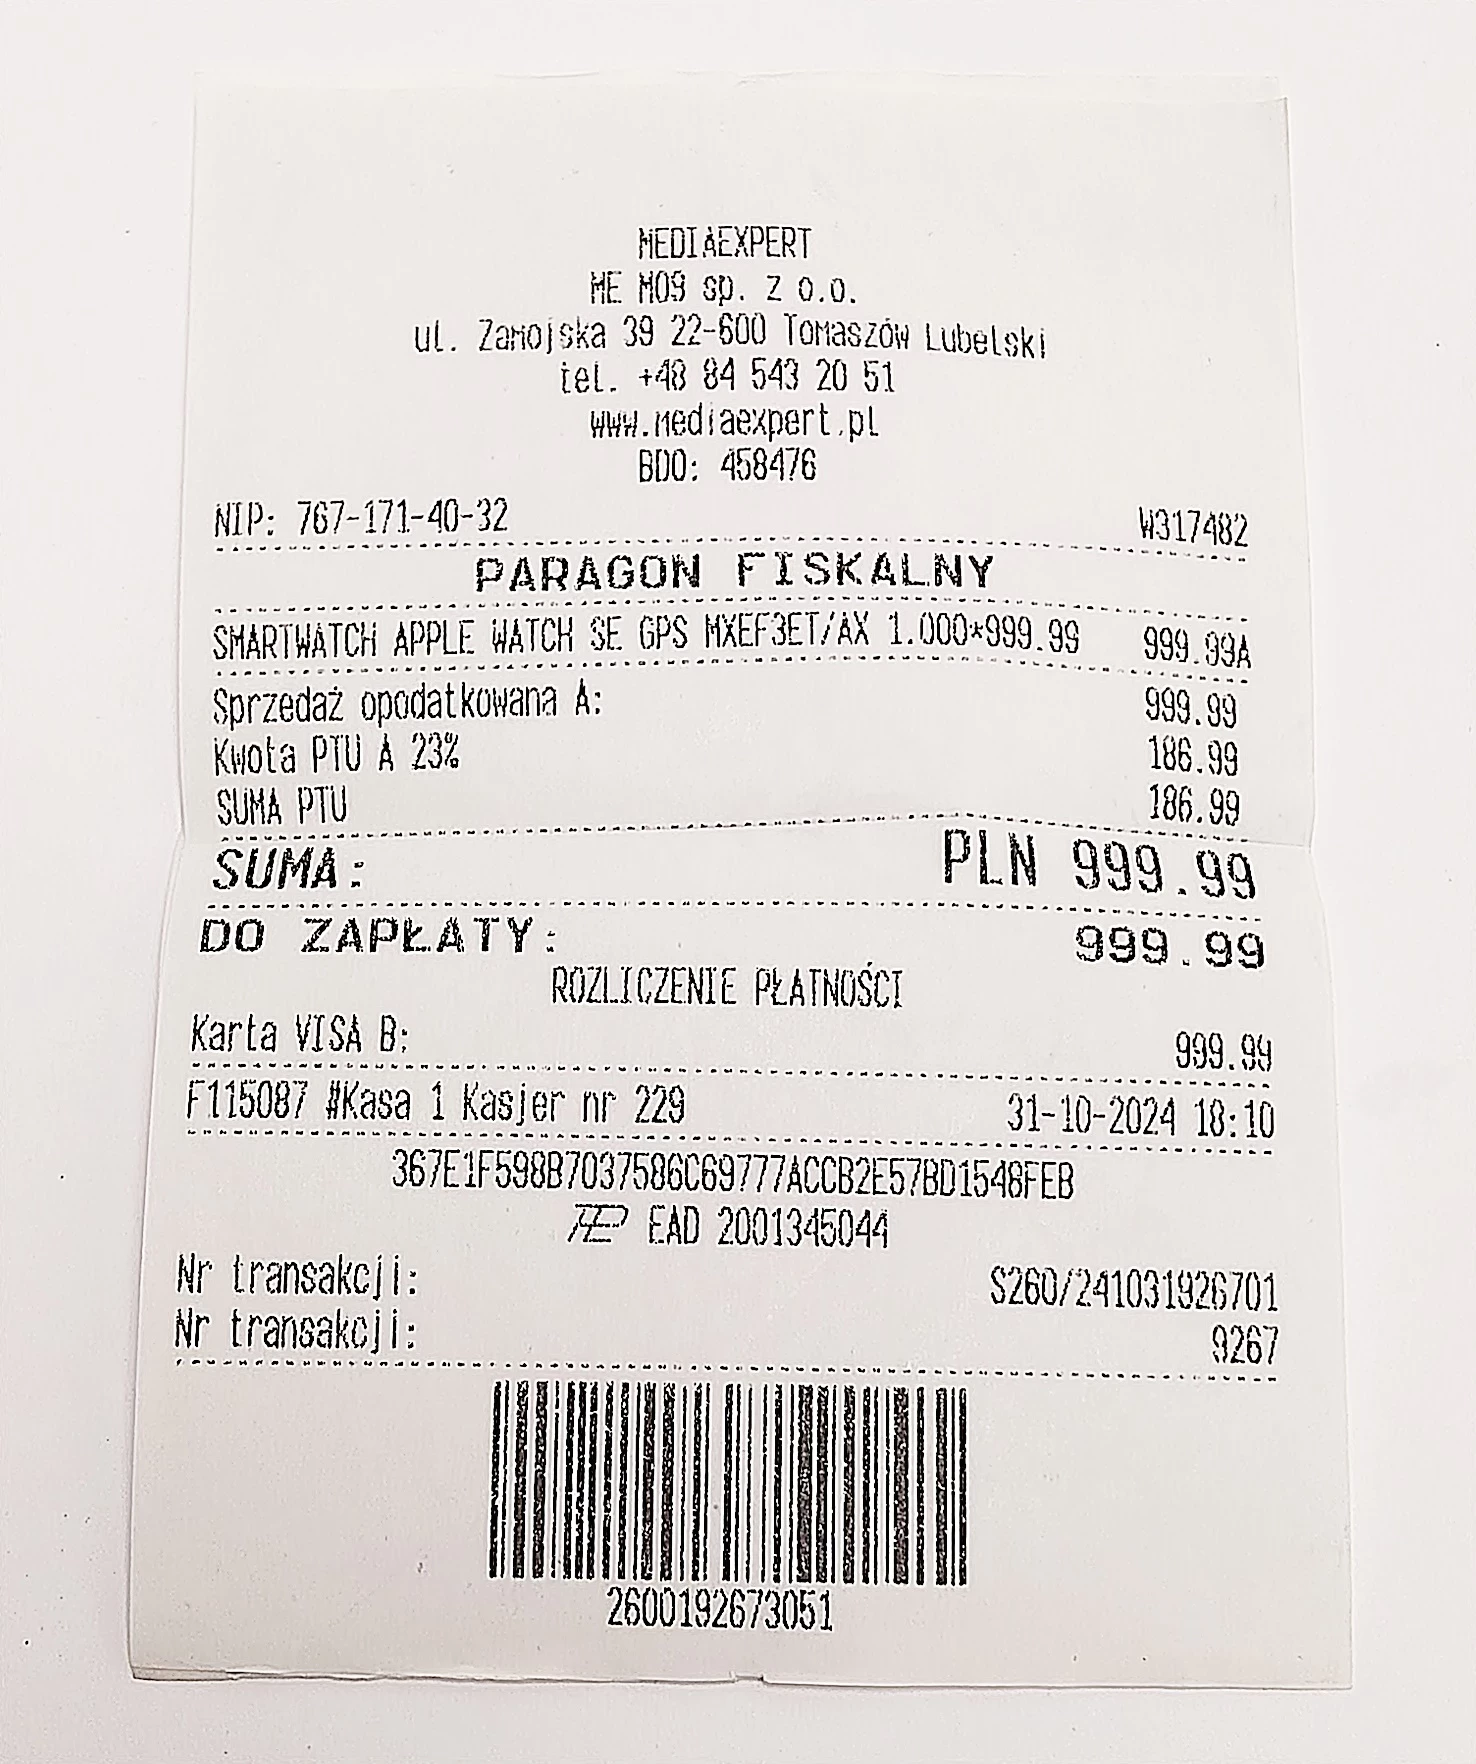 MEDIAEXPERT
ME M09 sp. z o.o.
ul. Zamojska 39 22-600 Tomaszów Lubelski
tel. +48 84 543 20 51
www.mediaexpert.pl
BDO: 458476
NIP: 767-171-40-32 W317482
PARAGON FISKALNY
SMARTWATCH APPLE WATCH SE GPS MXEF3ET/AX 1.000*999.99 999.99A
Sprzedaż opodatkowana A: 999.99
Kwota PTU A 23% 186.99
SUMA PTU 186.99
SUMA: PLN 999.99
DO ZAPŁATY: 999.99
ROZLICZENIE PŁATNOŚCI
Karta VISA B: 999.99
F115087 #Kasa 1 Kasjer nr 229 31-10-2024 18:10
367E1F598B7037586C69777ACCB2E57BD1548FEB
EAD 2001345044
Nr transakcji: S260/241031926701
Nr transakcji: 9267
2600192673051